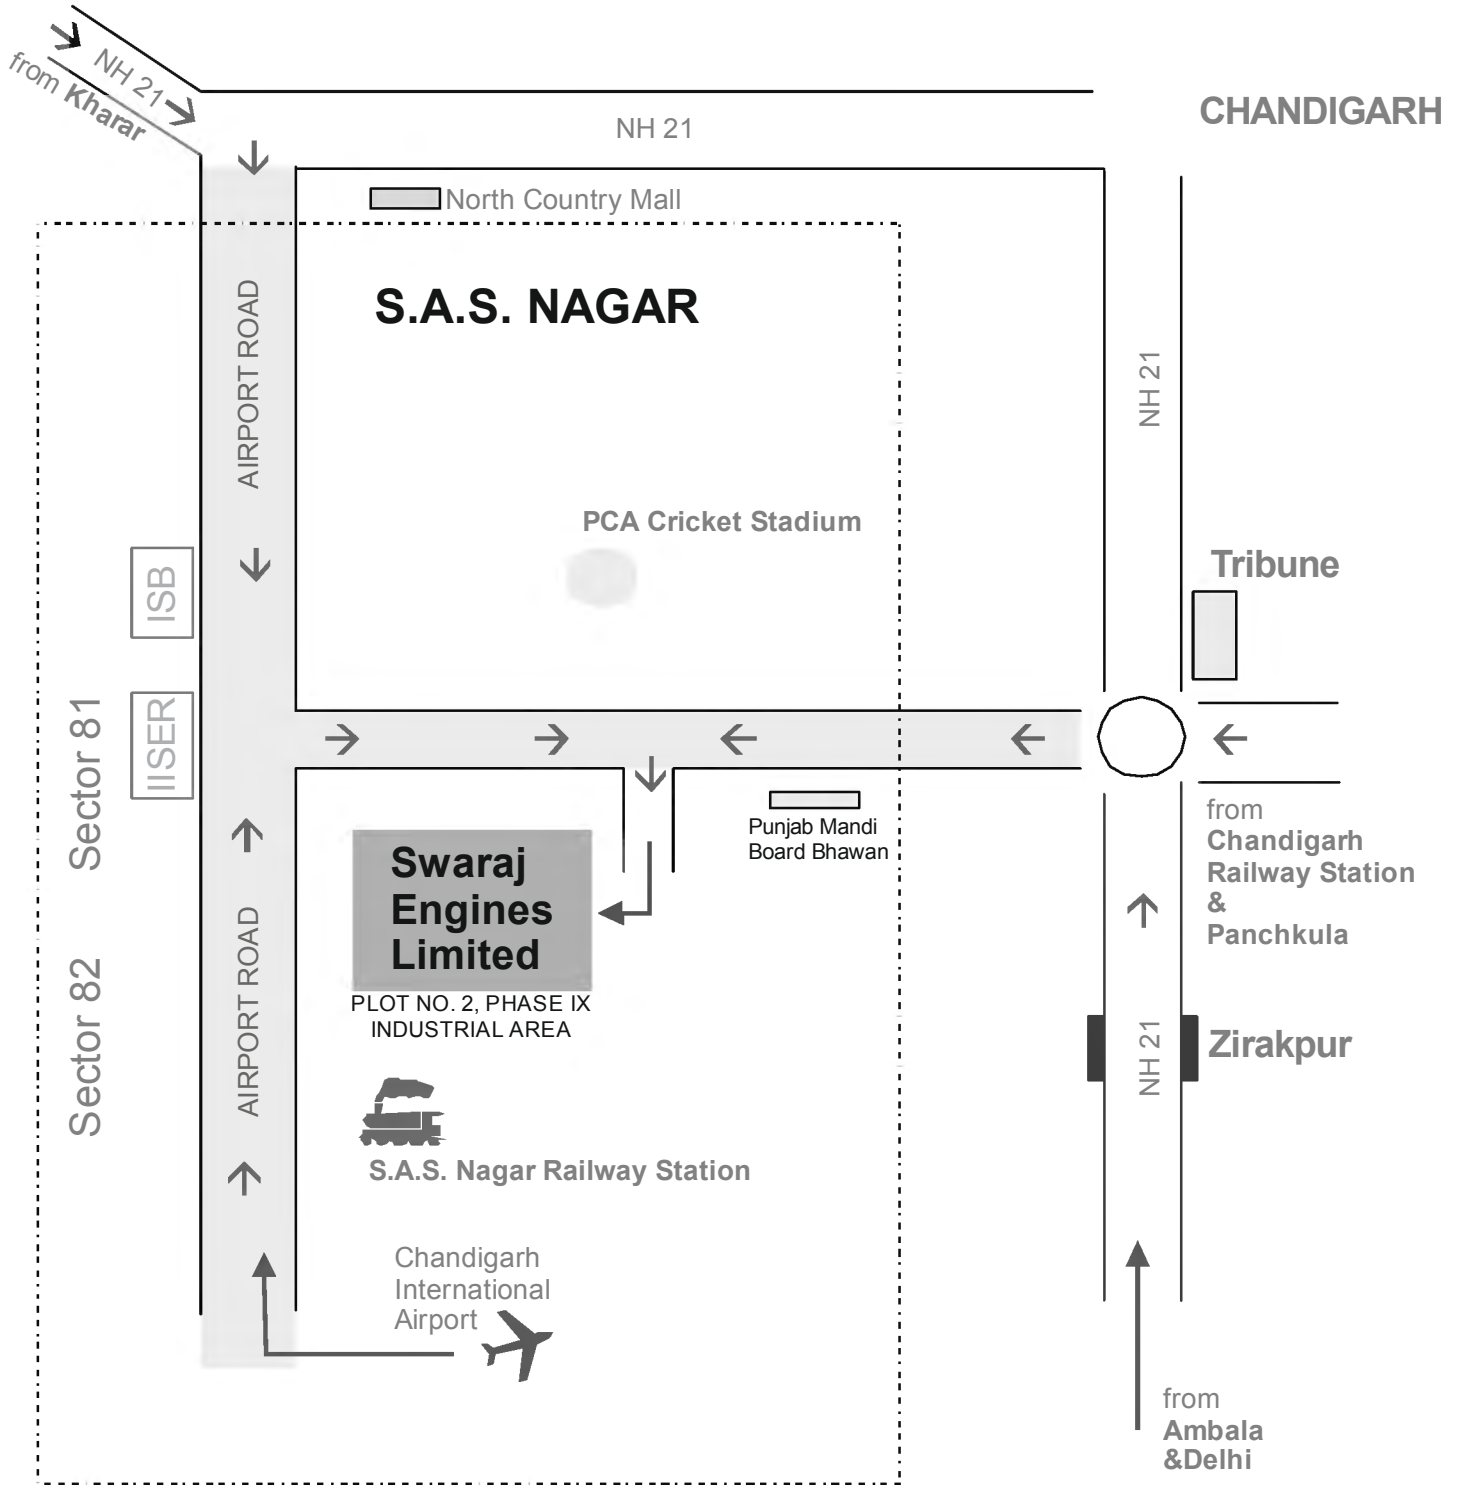 NH 21
from Kharar
NH 21
CHANDIGARH
North Country Mall
S.A.S. NAGAR
AIRPORT ROAD
NH 21
PCA Cricket Stadium
ISB
Tribune
IISER
Sector 81
Punjab Mandi
Board Bhawan
from
Chandigarh
Railway Station
&
Panchkula
Swaraj
Engines
Limited
PLOT NO. 2, PHASE IX
INDUSTRIAL AREA
AIRPORT ROAD
Sector 82
NH 21
Zirakpur
S.A.S. Nagar Railway Station
Chandigarh
International
Airport
from
Ambala
&Delhi